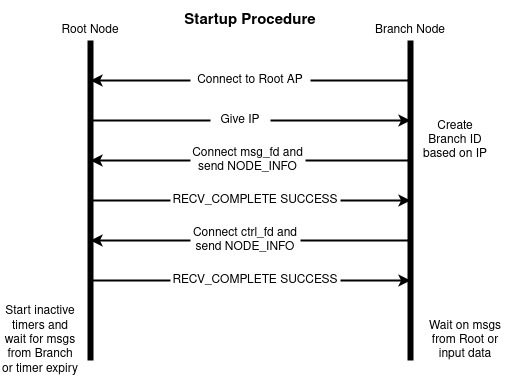 Startup Procedure
Root Node
Branch Node
Connect to Root AP
Give IP
Create
Branch ID
based on IP
Connect msg_fd and
send NODE_INFO
RECV_COMPLETE SUCCESS
Connect ctrl_fd and
send NODE_INFO
RECV_COMPLETE SUCCESS
Start inactive
timers and
wait for msgs
from Branch
or timer expiry
Wait on msgs
from Root or
input data